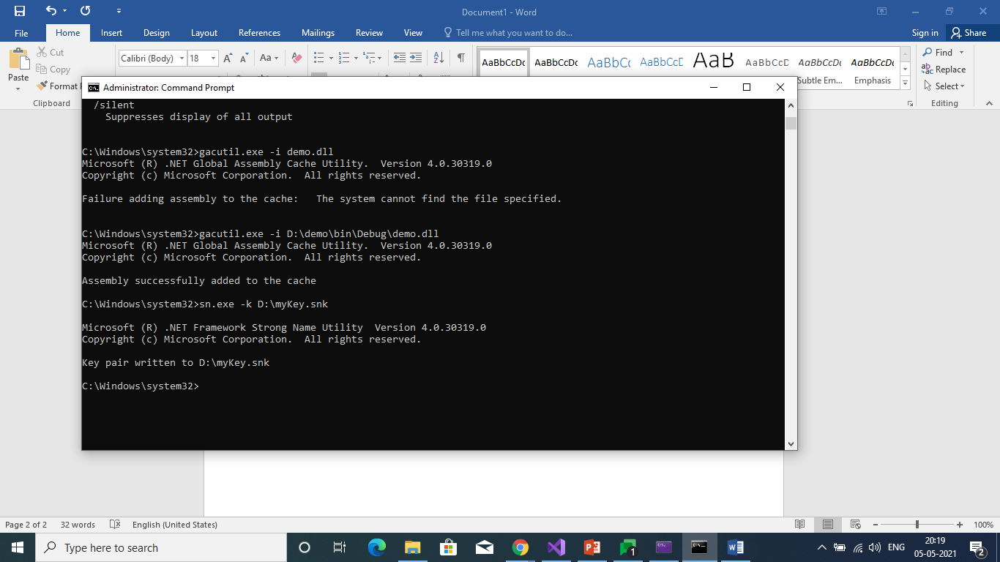 Document1 - Word
File Home Insert Design Layout References Mailings Review View Tell me what you want to do... Sign in Share
Cut
Copy
Paste
Format
Clipboard
Calibri (Body) 18 Aa
AaBbCcDc AaBbCcDc AaBbCc AaBbCcD AaB AaBbCcD AaBbCcDc AaBbCcDc
Subtle Em... Emphasis
Find
Replace
Select
Editing
Administrator: Command Prompt
/silent
Suppresses display of all output
C:\Windows\system32>gacutil.exe -i demo.dll
Microsoft (R) .NET Global Assembly Cache Utility.  Version 4.0.30319.0
Copyright (c) Microsoft Corporation.  All rights reserved.
Failure adding assembly to the cache:   The system cannot find the file specified.
C:\Windows\system32>gacutil.exe -i D:\demo\bin\Debug\demo.dll
Microsoft (R) .NET Global Assembly Cache Utility.  Version 4.0.30319.0
Copyright (c) Microsoft Corporation.  All rights reserved.
Assembly successfully added to the cache
C:\Windows\system32>sn.exe -k D:\myKey.snk
Microsoft (R) .NET Framework Strong Name Utility  Version 4.0.30319.0
Copyright (c) Microsoft Corporation.  All rights reserved.
Key pair written to D:\myKey.snk
C:\Windows\system32>
Page 2 of 2 32 words English (United States) 100%
Type here to search
1
ENG
20:19
05-05-2021
2